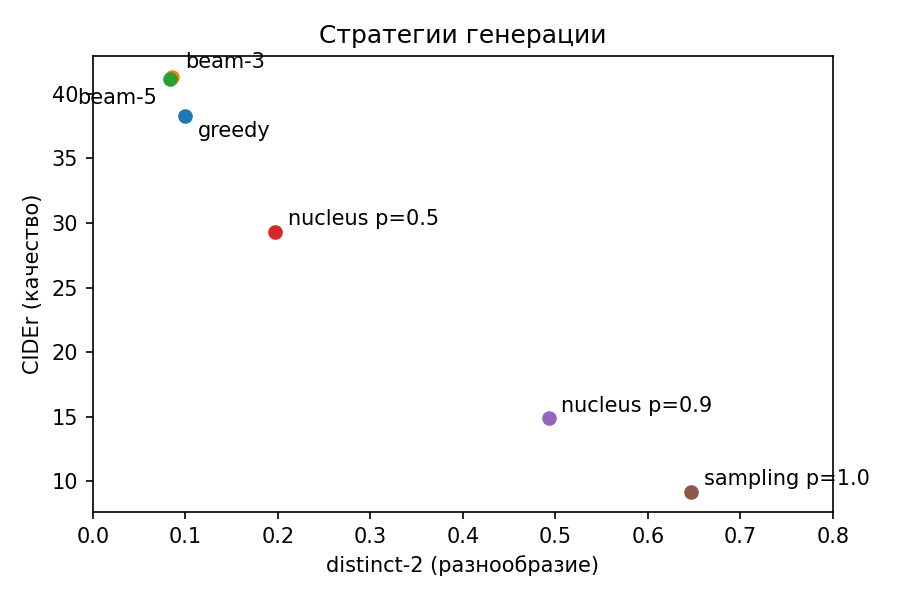 Стратегии генерации
beam-3
beam-5
greedy
nucleus p=0.5
nucleus p=0.9
sampling p=1.0
CIDEr (качество)
40
35
30
25
20
15
10
0.0 0.1 0.2 0.3 0.4 0.5 0.6 0.7 0.8
distinct-2 (разнообразие)